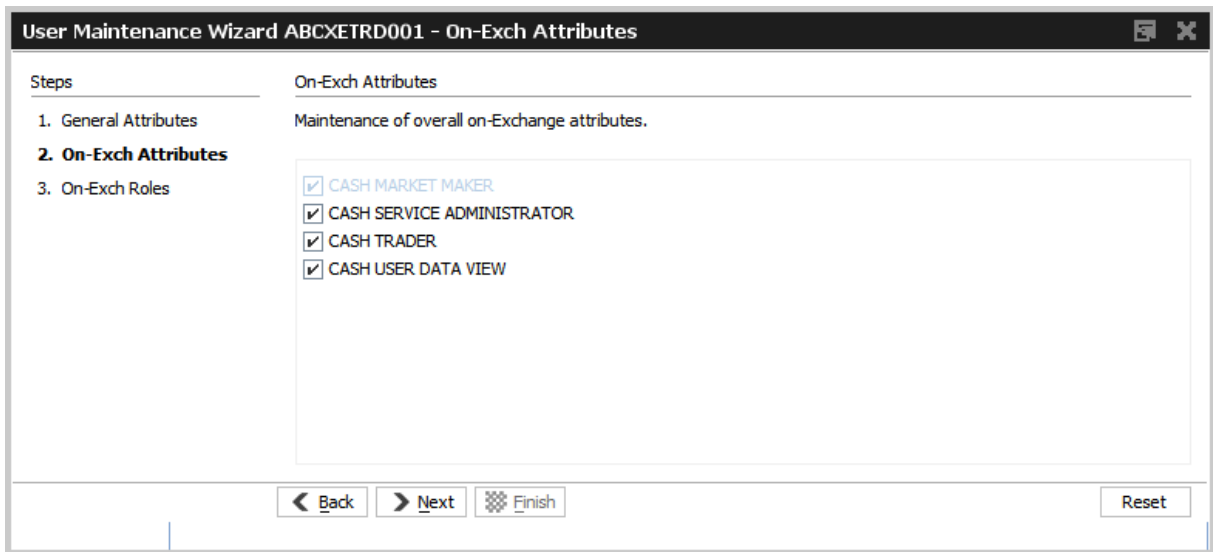 User Maintenance Wizard ABCXETRD001 - On-Exch Attributes
Steps
1. General Attributes
2. On-Exch Attributes
3. On-Exch Roles
On-Exch Attributes
Maintenance of overall on-Exchange attributes.
CASH MARKET MAKER
CASH SERVICE ADMINISTRATOR
CASH TRADER
CASH USER DATA VIEW
Back Next Finish Reset